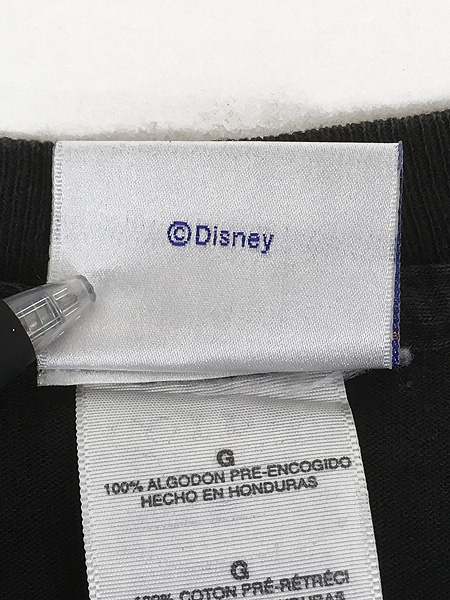 ©Disney
G
100% ALGODON PRE-ENCOGIDO
HECHO EN HONDURAS
G
100% COTON PRÉ-RÉTRÉCI